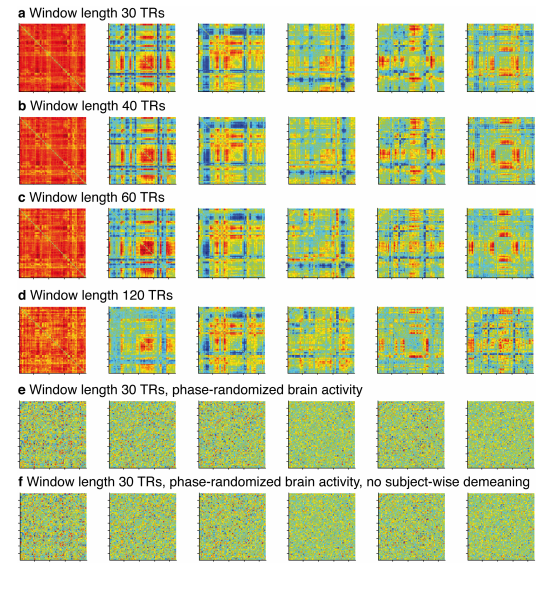 a Window length 30 TRs
b Window length 40 TRs
c Window length 60 TRs
d Window length 120 TRs
e Window length 30 TRs, phase-randomized brain activity
f Window length 30 TRs, phase-randomized brain activity, no subject-wise demeaning